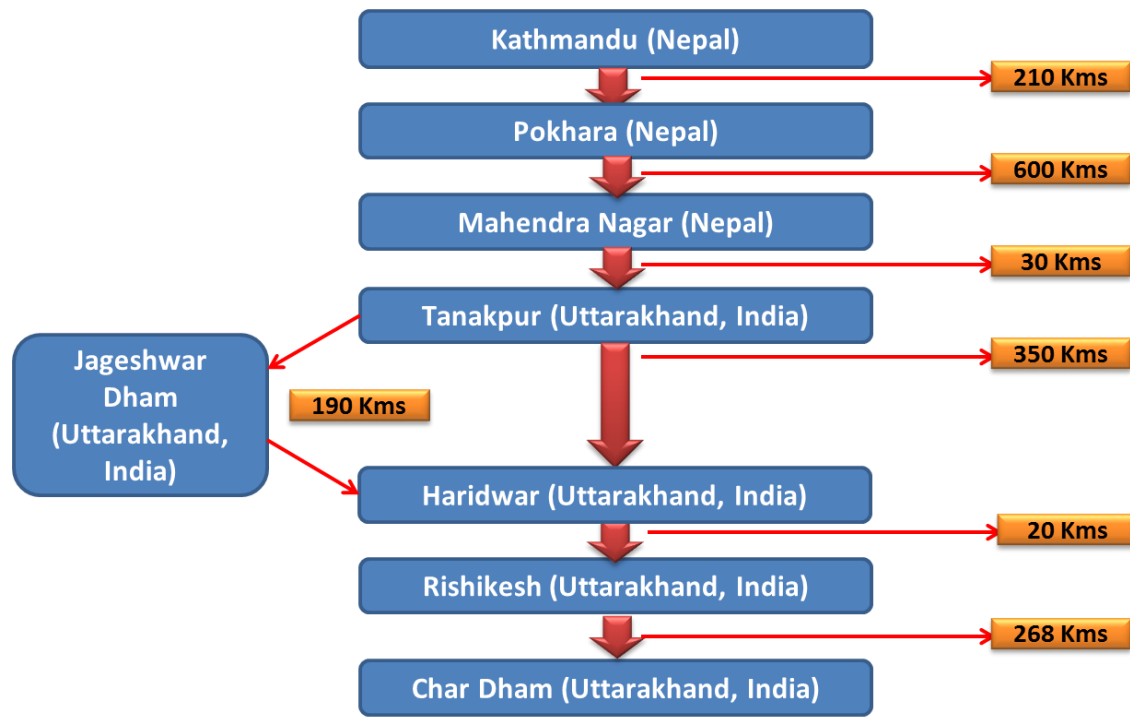 Kathmandu (Nepal)
210 Kms
Pokhara (Nepal)
600 Kms
Mahendra Nagar (Nepal)
30 Kms
Tanakpur (Uttarakhand, India)
350 Kms
Jageshwar
Dham
(Uttarakhand,
India)
190 Kms
Haridwar (Uttarakhand, India)
20 Kms
Rishikesh (Uttarakhand, India)
268 Kms
Char Dham (Uttarakhand, India)